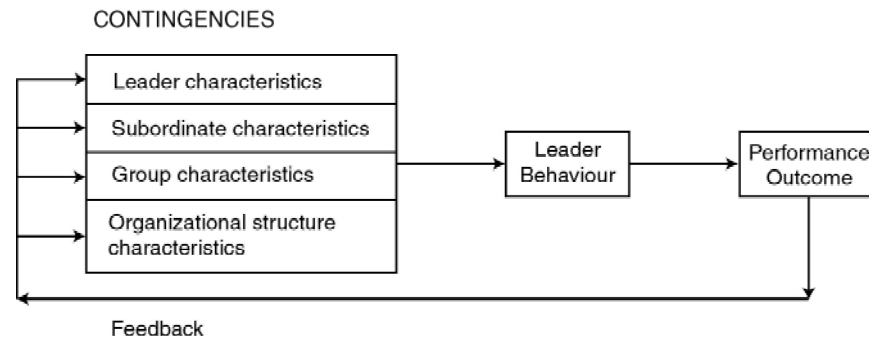 CONTINGENCIES
Leader characteristics
Subordinate characteristics
Group characteristics
Organizational structure
characteristics
Leader
Behaviour
Performance
Outcome
Feedback